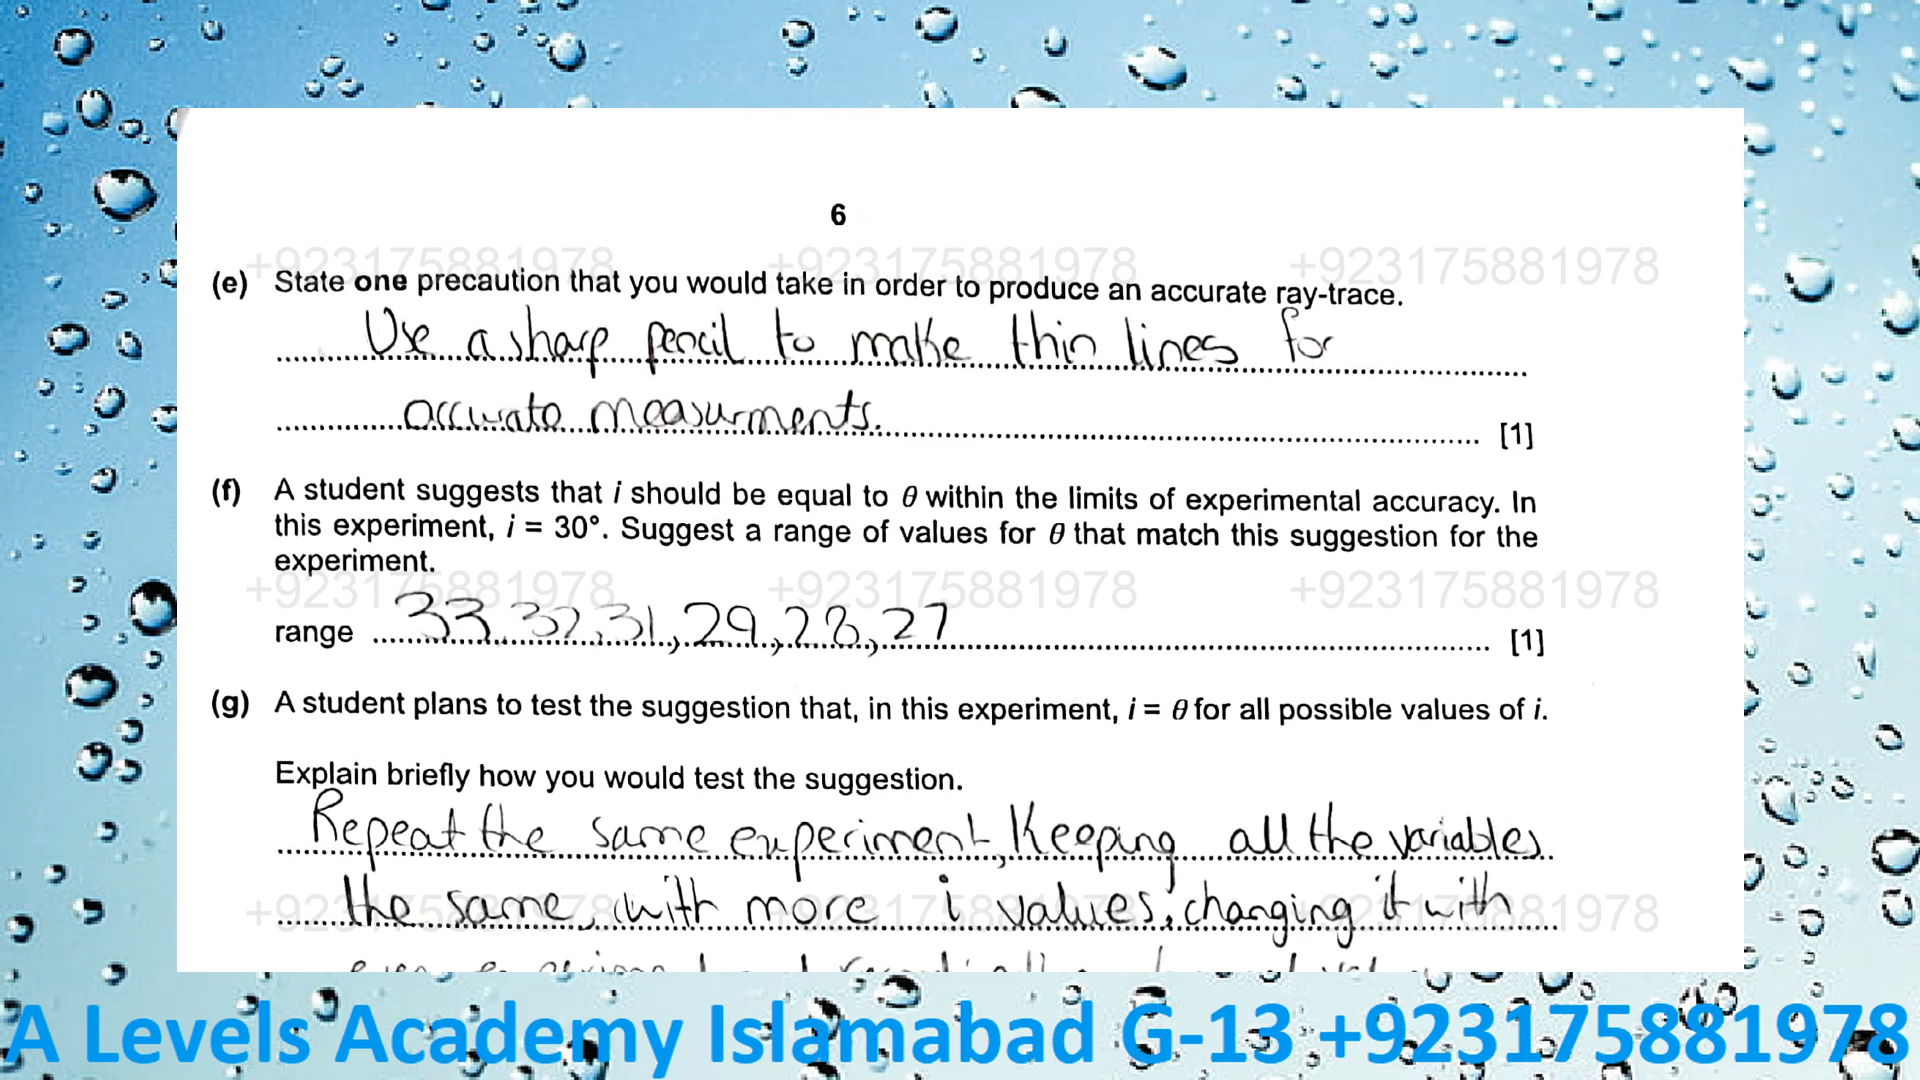 6
+923175881978 +923175881978 +923175881978
(e) State one precaution that you would take in order to produce an accurate ray-trace.
Use a sharp pencil to make thin lines for
accurate measurments. [1]
(f) A student suggests that i should be equal to θ within the limits of experimental accuracy. In
this experiment, i = 30°. Suggest a range of values for θ that match this suggestion for the
experiment.
+923175881978 +923175881978 +923175881978
range 33, 32, 31, 29, 28, 27 [1]
(g) A student plans to test the suggestion that, in this experiment, i = θ for all possible values of i.
Explain briefly how you would test the suggestion.
Repeat the same experiment, Keeping all the variables
the same, with more i values, changing it with
+923175881978 +923175881978 +923175881978
A Levels Academy Islamabad G-13 +923175881978